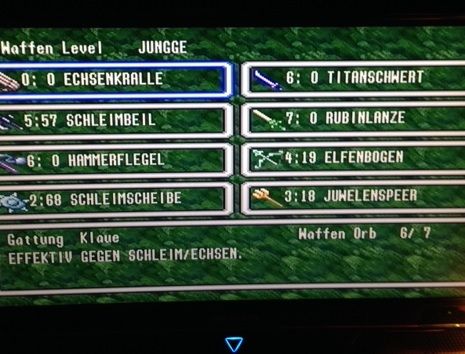 Waffen Level JUNGGE
0: 0 ECHSENKRALLE
6: 0 TITANSCHWERT
5:57 SCHLEIMBEIL
7: 0 RUBINLANZE
6: 0 HAMMERFLEGEL
4:19 ELFENBOGEN
2:68 SCHLEIMSCHEIBE
3:18 JUWELENSPEER
Gattung Klaue Waffen Orb 6/ 7
EFFEKTIV GEGEN SCHLEIM/ECHSEN.